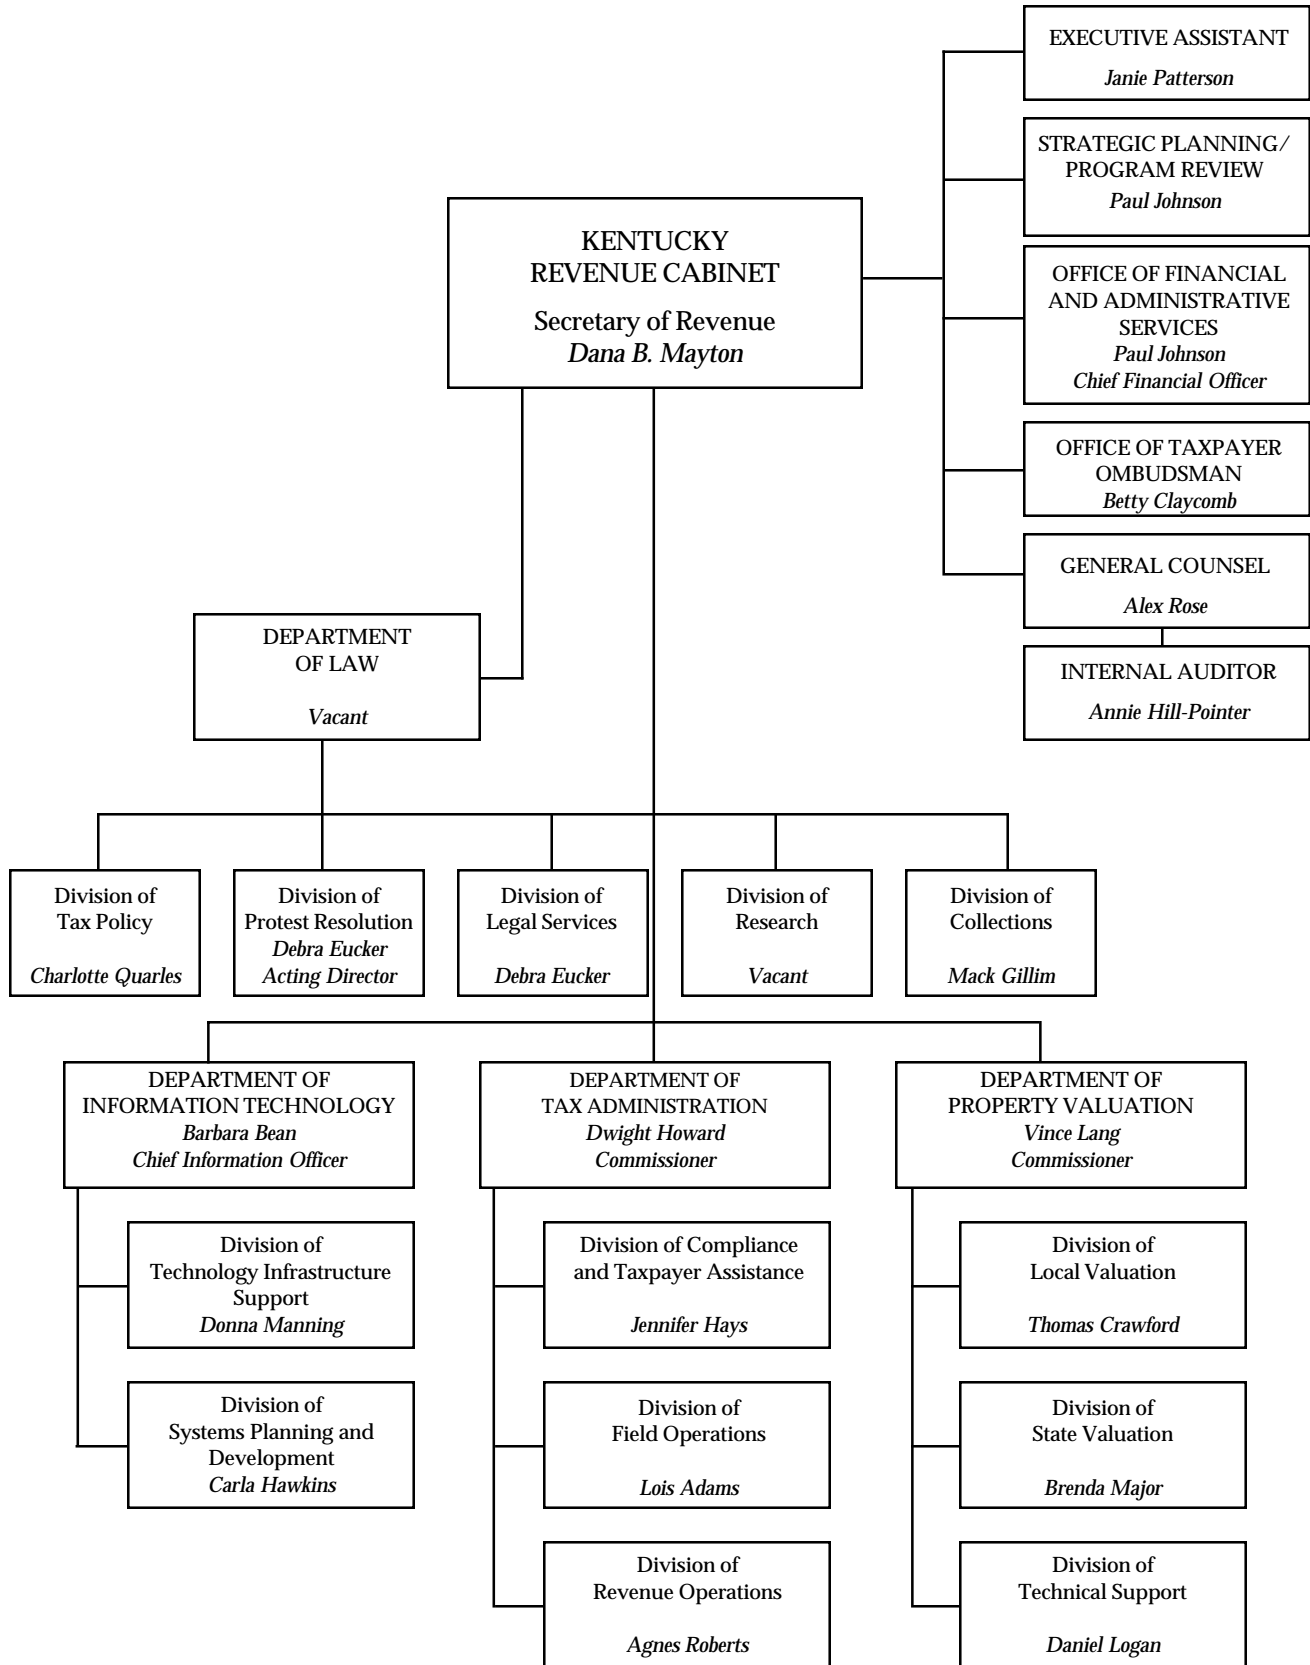 EXECUTIVE ASSISTANT
Janie Patterson
STRATEGIC PLANNING/
PROGRAM REVIEW
Paul Johnson
KENTUCKY
REVENUE CABINET
Secretary of Revenue
Dana B. Mayton
OFFICE OF FINANCIAL
AND ADMINISTRATIVE
SERVICES
Paul Johnson
Chief Financial Officer
OFFICE OF TAXPAYER
OMBUDSMAN
Betty Claycomb
GENERAL COUNSEL
Alex Rose
INTERNAL AUDITOR
Annie Hill-Pointer
DEPARTMENT
OF LAW
Vacant
Division of
Tax Policy
Charlotte Quarles
Division of
Protest Resolution
Debra Eucker
Acting Director
Division of
Legal Services
Debra Eucker
Division of
Research
Vacant
Division of
Collections
Mack Gillim
DEPARTMENT OF
INFORMATION TECHNOLOGY
Barbara Bean
Chief Information Officer
Division of
Technology Infrastructure
Support
Donna Manning
Division of
Systems Planning and
Development
Carla Hawkins
DEPARTMENT OF
TAX ADMINISTRATION
Dwight Howard
Commissioner
Division of Compliance
and Taxpayer Assistance
Jennifer Hays
Division of
Field Operations
Lois Adams
Division of
Revenue Operations
Agnes Roberts
DEPARTMENT OF
PROPERTY VALUATION
Vince Lang
Commissioner
Division of
Local Valuation
Thomas Crawford
Division of
State Valuation
Brenda Major
Division of
Technical Support
Daniel Logan